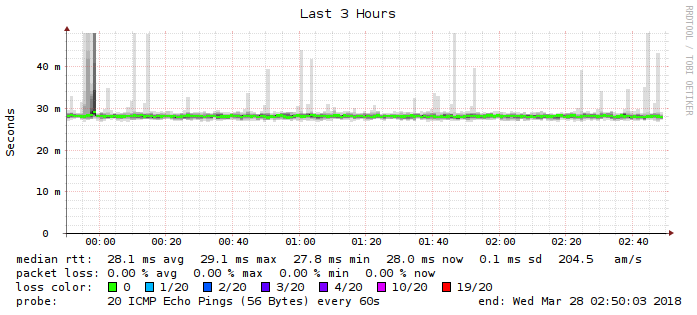 Last 3 Hours
RRDTOOL / TOBI OETIKER
Seconds
40 m
30 m
20 m
10 m
0
00:00 00:20 00:40 01:00 01:20 01:40 02:00 02:20 02:40
median rtt: 28.1 ms avg 29.1 ms max 27.8 ms min 28.0 ms now 0.1 ms sd 204.5 am/s
packet loss: 0.00 % avg 0.00 % max 0.00 % min 0.00 % now
loss color: 0 1/20 2/20 3/20 4/20 10/20 19/20
probe: 20 ICMP Echo Pings (56 Bytes) every 60s end: Wed Mar 28 02:50:03 2018